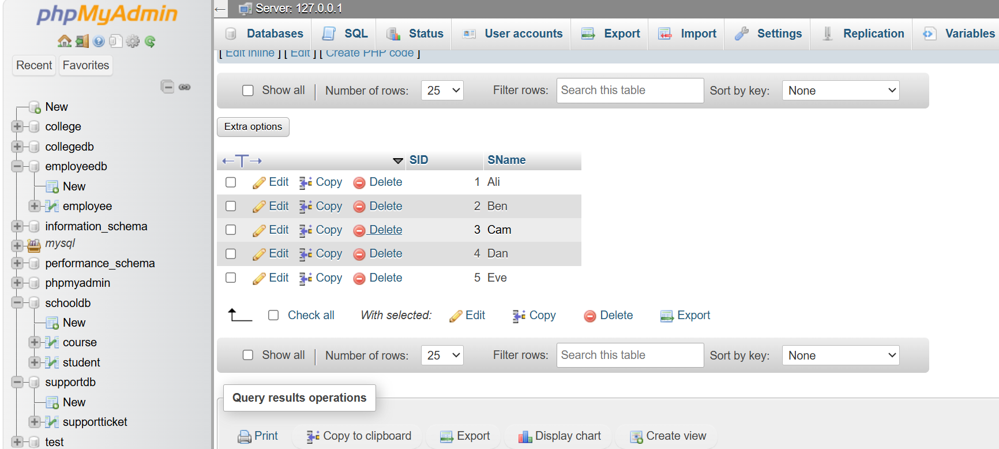 phpMyAdmin
Recent Favorites
New
college
collegedb
employeedb
New
employee
information_schema
mysql
performance_schema
phpmyadmin
schooldb
New
course
student
supportdb
New
supportticket
test
← Server: 127.0.0.1
Databases SQL Status User accounts Export Import Settings Replication Variables
[ Edit inline ] [ Edit ] [ Create PHP code ]
Show all Number of rows: 25 Filter rows: Search this table Sort by key: None
Extra options
←T→ SID SName
Edit Copy Delete 1 Ali
Edit Copy Delete 2 Ben
Edit Copy Delete 3 Cam
Edit Copy Delete 4 Dan
Edit Copy Delete 5 Eve
Check all With selected: Edit Copy Delete Export
Show all Number of rows: 25 Filter rows: Search this table Sort by key: None
Query results operations
Print Copy to clipboard Export Display chart Create view